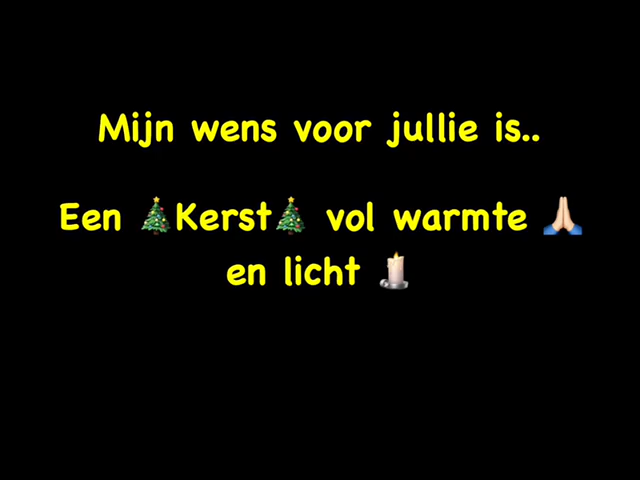 Mijn wens voor jullie is..
Een 🎄Kerst🎄 vol warmte 🙏🏻
en licht 🕯️